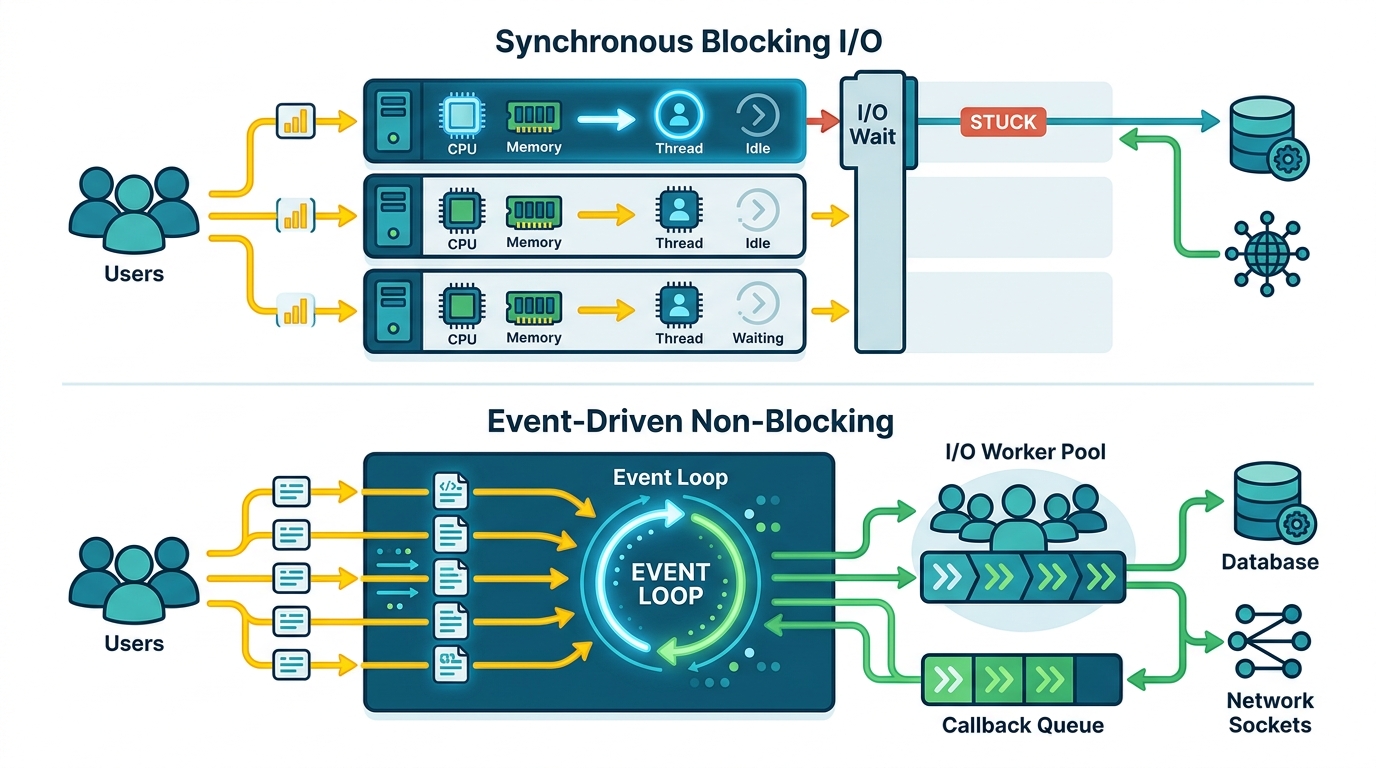 Synchronous Blocking I/O
CPU
Memory
Thread
Idle
I/O
Wait
STUCK
CPU
Memory
Thread
Idle
Users
CPU
Memory
Thread
Waiting
Event-Driven Non-Blocking
I/O Worker Pool
Event Loop
</>
EVENT
LOOP
Database
Users
Network
Sockets
Callback Queue